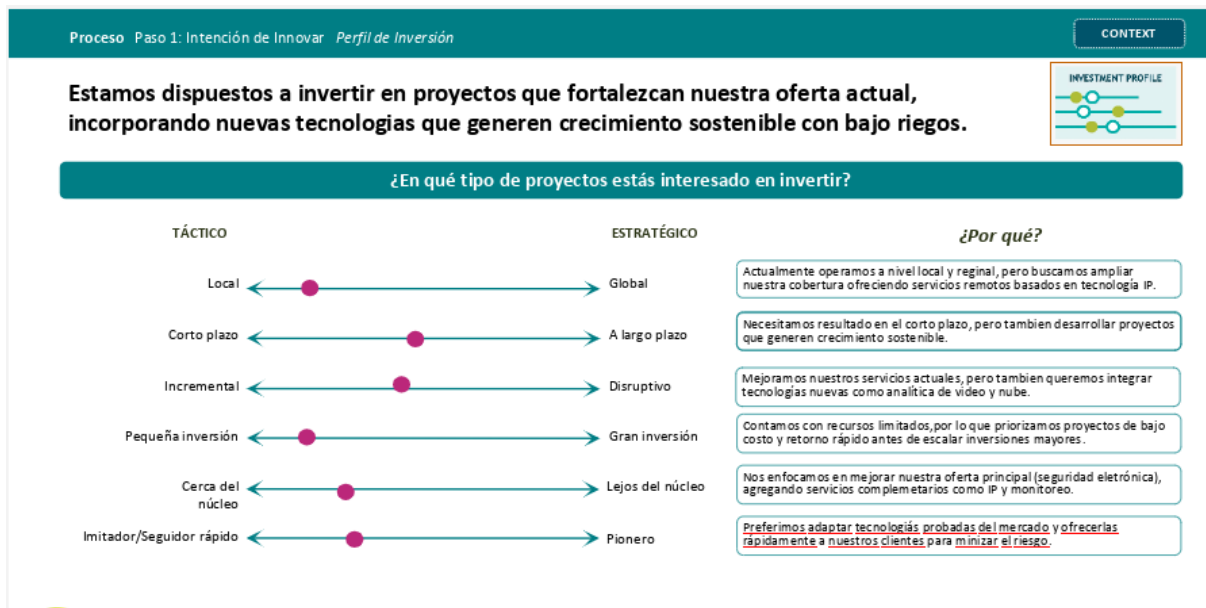 Proceso Paso 1: Intención de Innovar Perfil de Inversión
CONTEXT
INVESTMENT PROFILE
Estamos dispuestos a invertir en proyectos que fortalezcan nuestra oferta actual,
incorporando nuevas tecnologias que generen crecimiento sostenible con bajo riegos.
¿En qué tipo de proyectos estás interesado en invertir?
TÁCTICO
ESTRATÉGICO
¿Por qué?
Local
Global
Actualmente operamos a nivel local y reginal, pero buscamos ampliar
nuestra cobertura ofreciendo servicios remotos basados en tecnología IP.
Corto plazo
A largo plazo
Necesitamos resultado en el corto plazo, pero tambien desarrollar proyectos
que generen crecimiento sostenible.
Incremental
Disruptivo
Mejoramos nuestros servicios actuales, pero tambien queremos integrar
tecnologías nuevas como analítica de video y nube.
Pequeña inversión
Gran inversión
Contamos con recursos limitados,por lo que priorizamos proyectos de bajo
costo y retorno rápido antes de escalar inversiones mayores.
Cerca del
núcleo
Lejos del núcleo
Nos enfocamos en mejorar nuestra oferta principal (seguridad eletrónica),
agregando servicios complemetarios como IP y monitoreo.
Imitador/Seguidor rápido
Pionero
Preferimos adaptar tecnologiás probadas del mercado y ofrecerlas
rápidamente a nuestros clientes para minizar el riesgo.